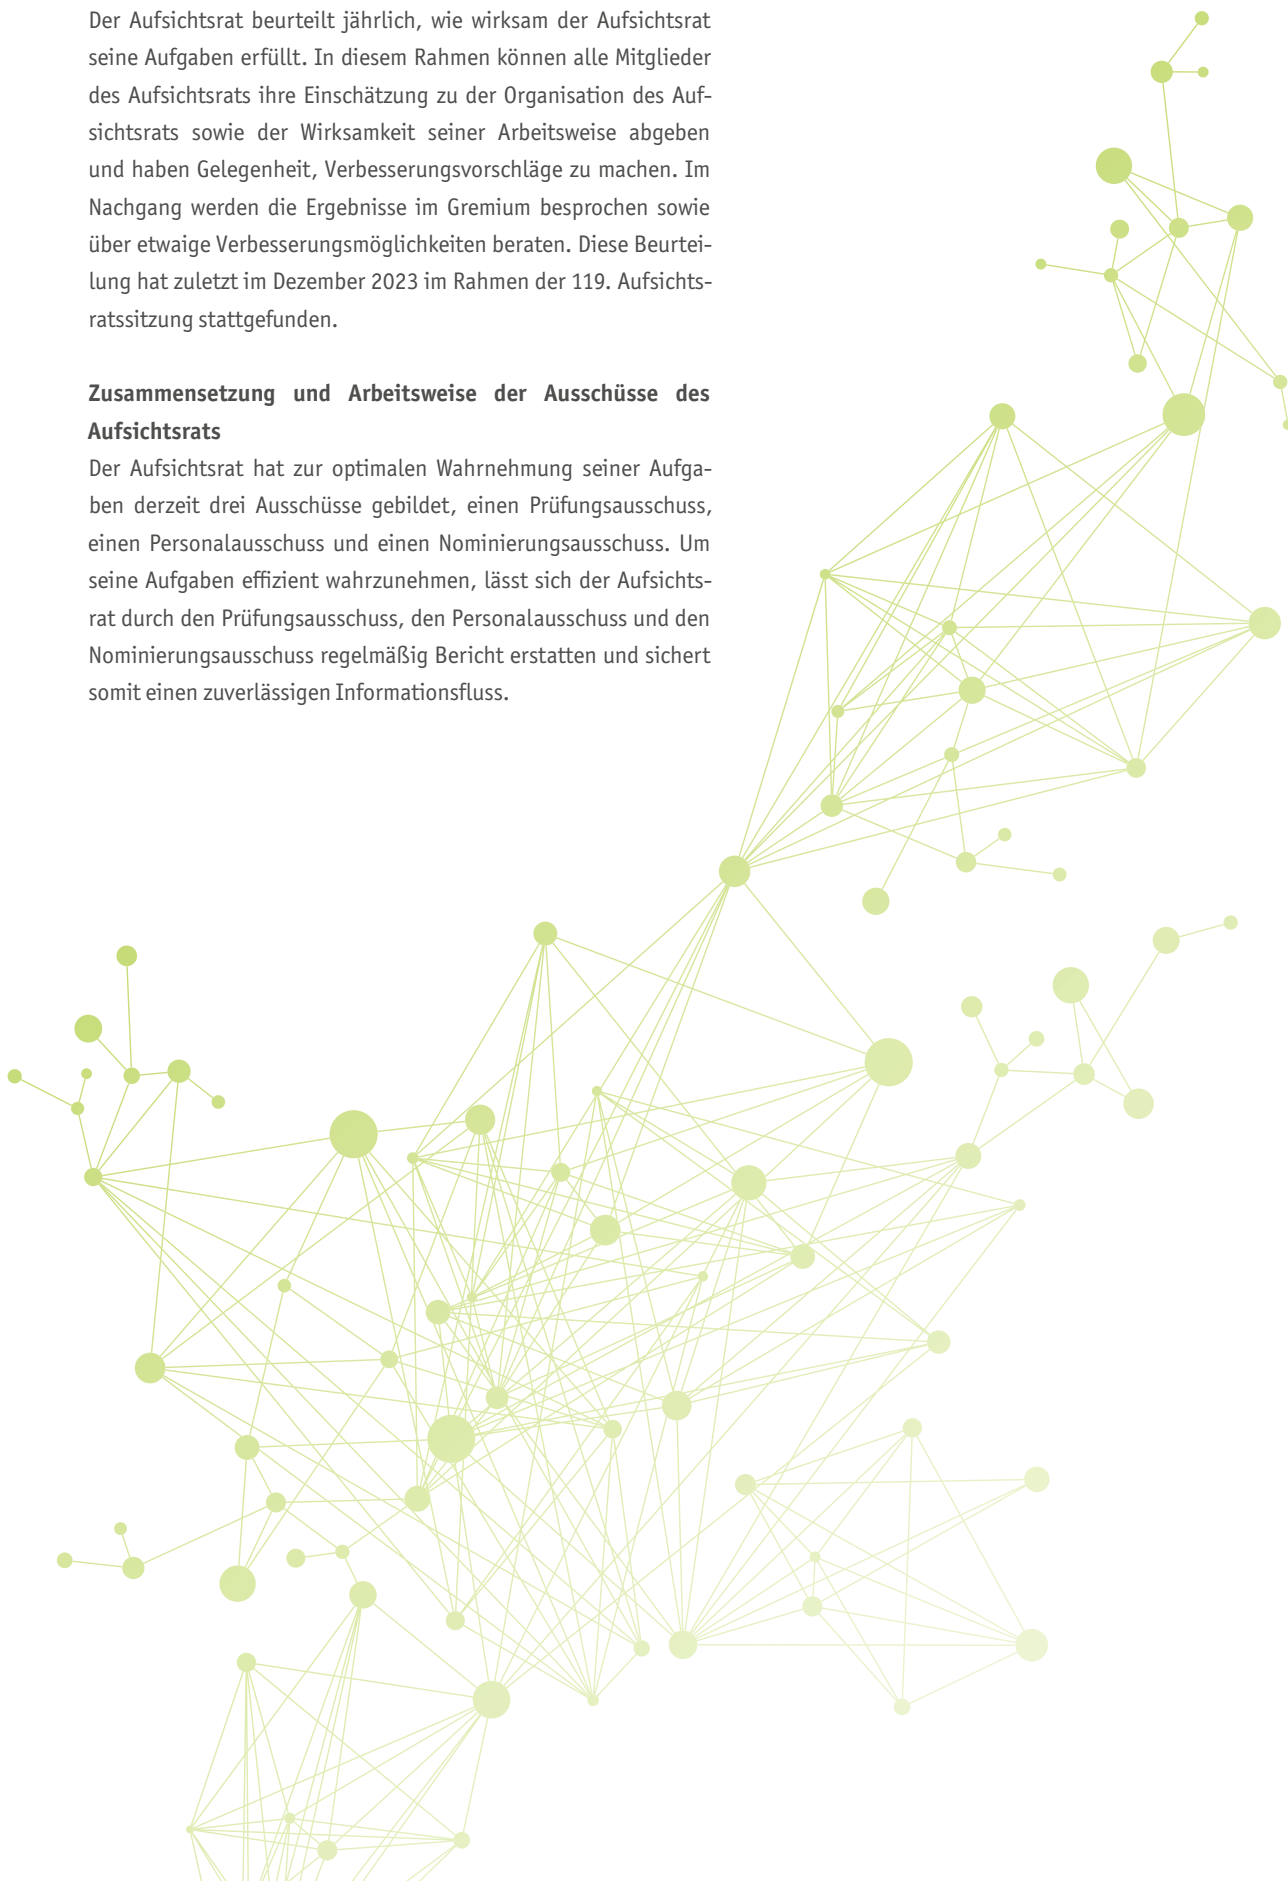 Der Aufsichtsrat beurteilt jährlich, wie wirksam der Aufsichtsrat
seine Aufgaben erfüllt. In diesem Rahmen können alle Mitglieder
des Aufsichtsrats ihre Einschätzung zu der Organisation des Auf-
sichtsrats sowie der Wirksamkeit seiner Arbeitsweise abgeben
und haben Gelegenheit, Verbesserungsvorschläge zu machen. Im
Nachgang werden die Ergebnisse im Gremium besprochen sowie
über etwaige Verbesserungsmöglichkeiten beraten. Diese Beurtei-
lung hat zuletzt im Dezember 2023 im Rahmen der 119. Aufsichts-
ratssitzung stattgefunden.
Zusammensetzung und Arbeitsweise der Ausschüsse des
Aufsichtsrats
Der Aufsichtsrat hat zur optimalen Wahrnehmung seiner Aufga-
ben derzeit drei Ausschüsse gebildet, einen Prüfungsausschuss,
einen Personalausschuss und einen Nominierungsausschuss. Um
seine Aufgaben effizient wahrzunehmen, lässt sich der Aufsichts-
rat durch den Prüfungsausschuss, den Personalausschuss und den
Nominierungsausschuss regelmäßig Bericht erstatten und sichert
somit einen zuverlässigen Informationsfluss.